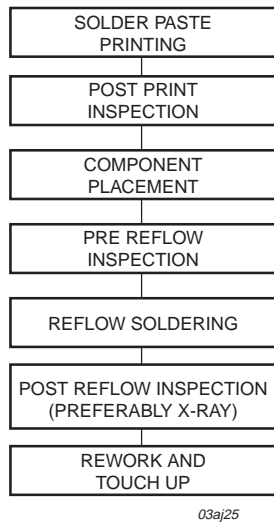 SOLDER PASTE
PRINTING
POST PRINT
INSPECTION
COMPONENT
PLACEMENT
PRE REFLOW
INSPECTION
REFLOW SOLDERING
POST REFLOW INSPECTION
(PREFERABLY X-RAY)
REWORK AND
TOUCH UP
03aj25